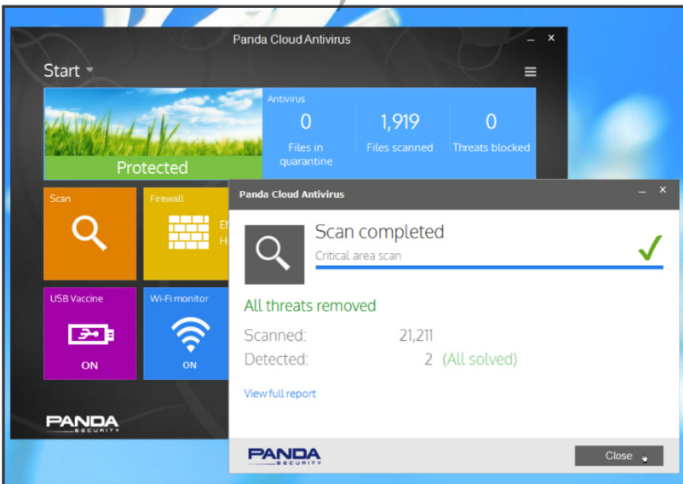 Panda Cloud Antivirus
Start
Antivirus
0 1,919 0
Files in quarantine Files scanned Threats blocked
Protected
Scan
Firewall
USB Vaccine
ON
Wi-Fi monitor
ON
PANDA
SECURITY
Panda Cloud Antivirus
Scan completed
Critical area scan
All threats removed
Scanned: 21,211
Detected: 2 (All solved)
View full report
PANDA
SECURITY
Close